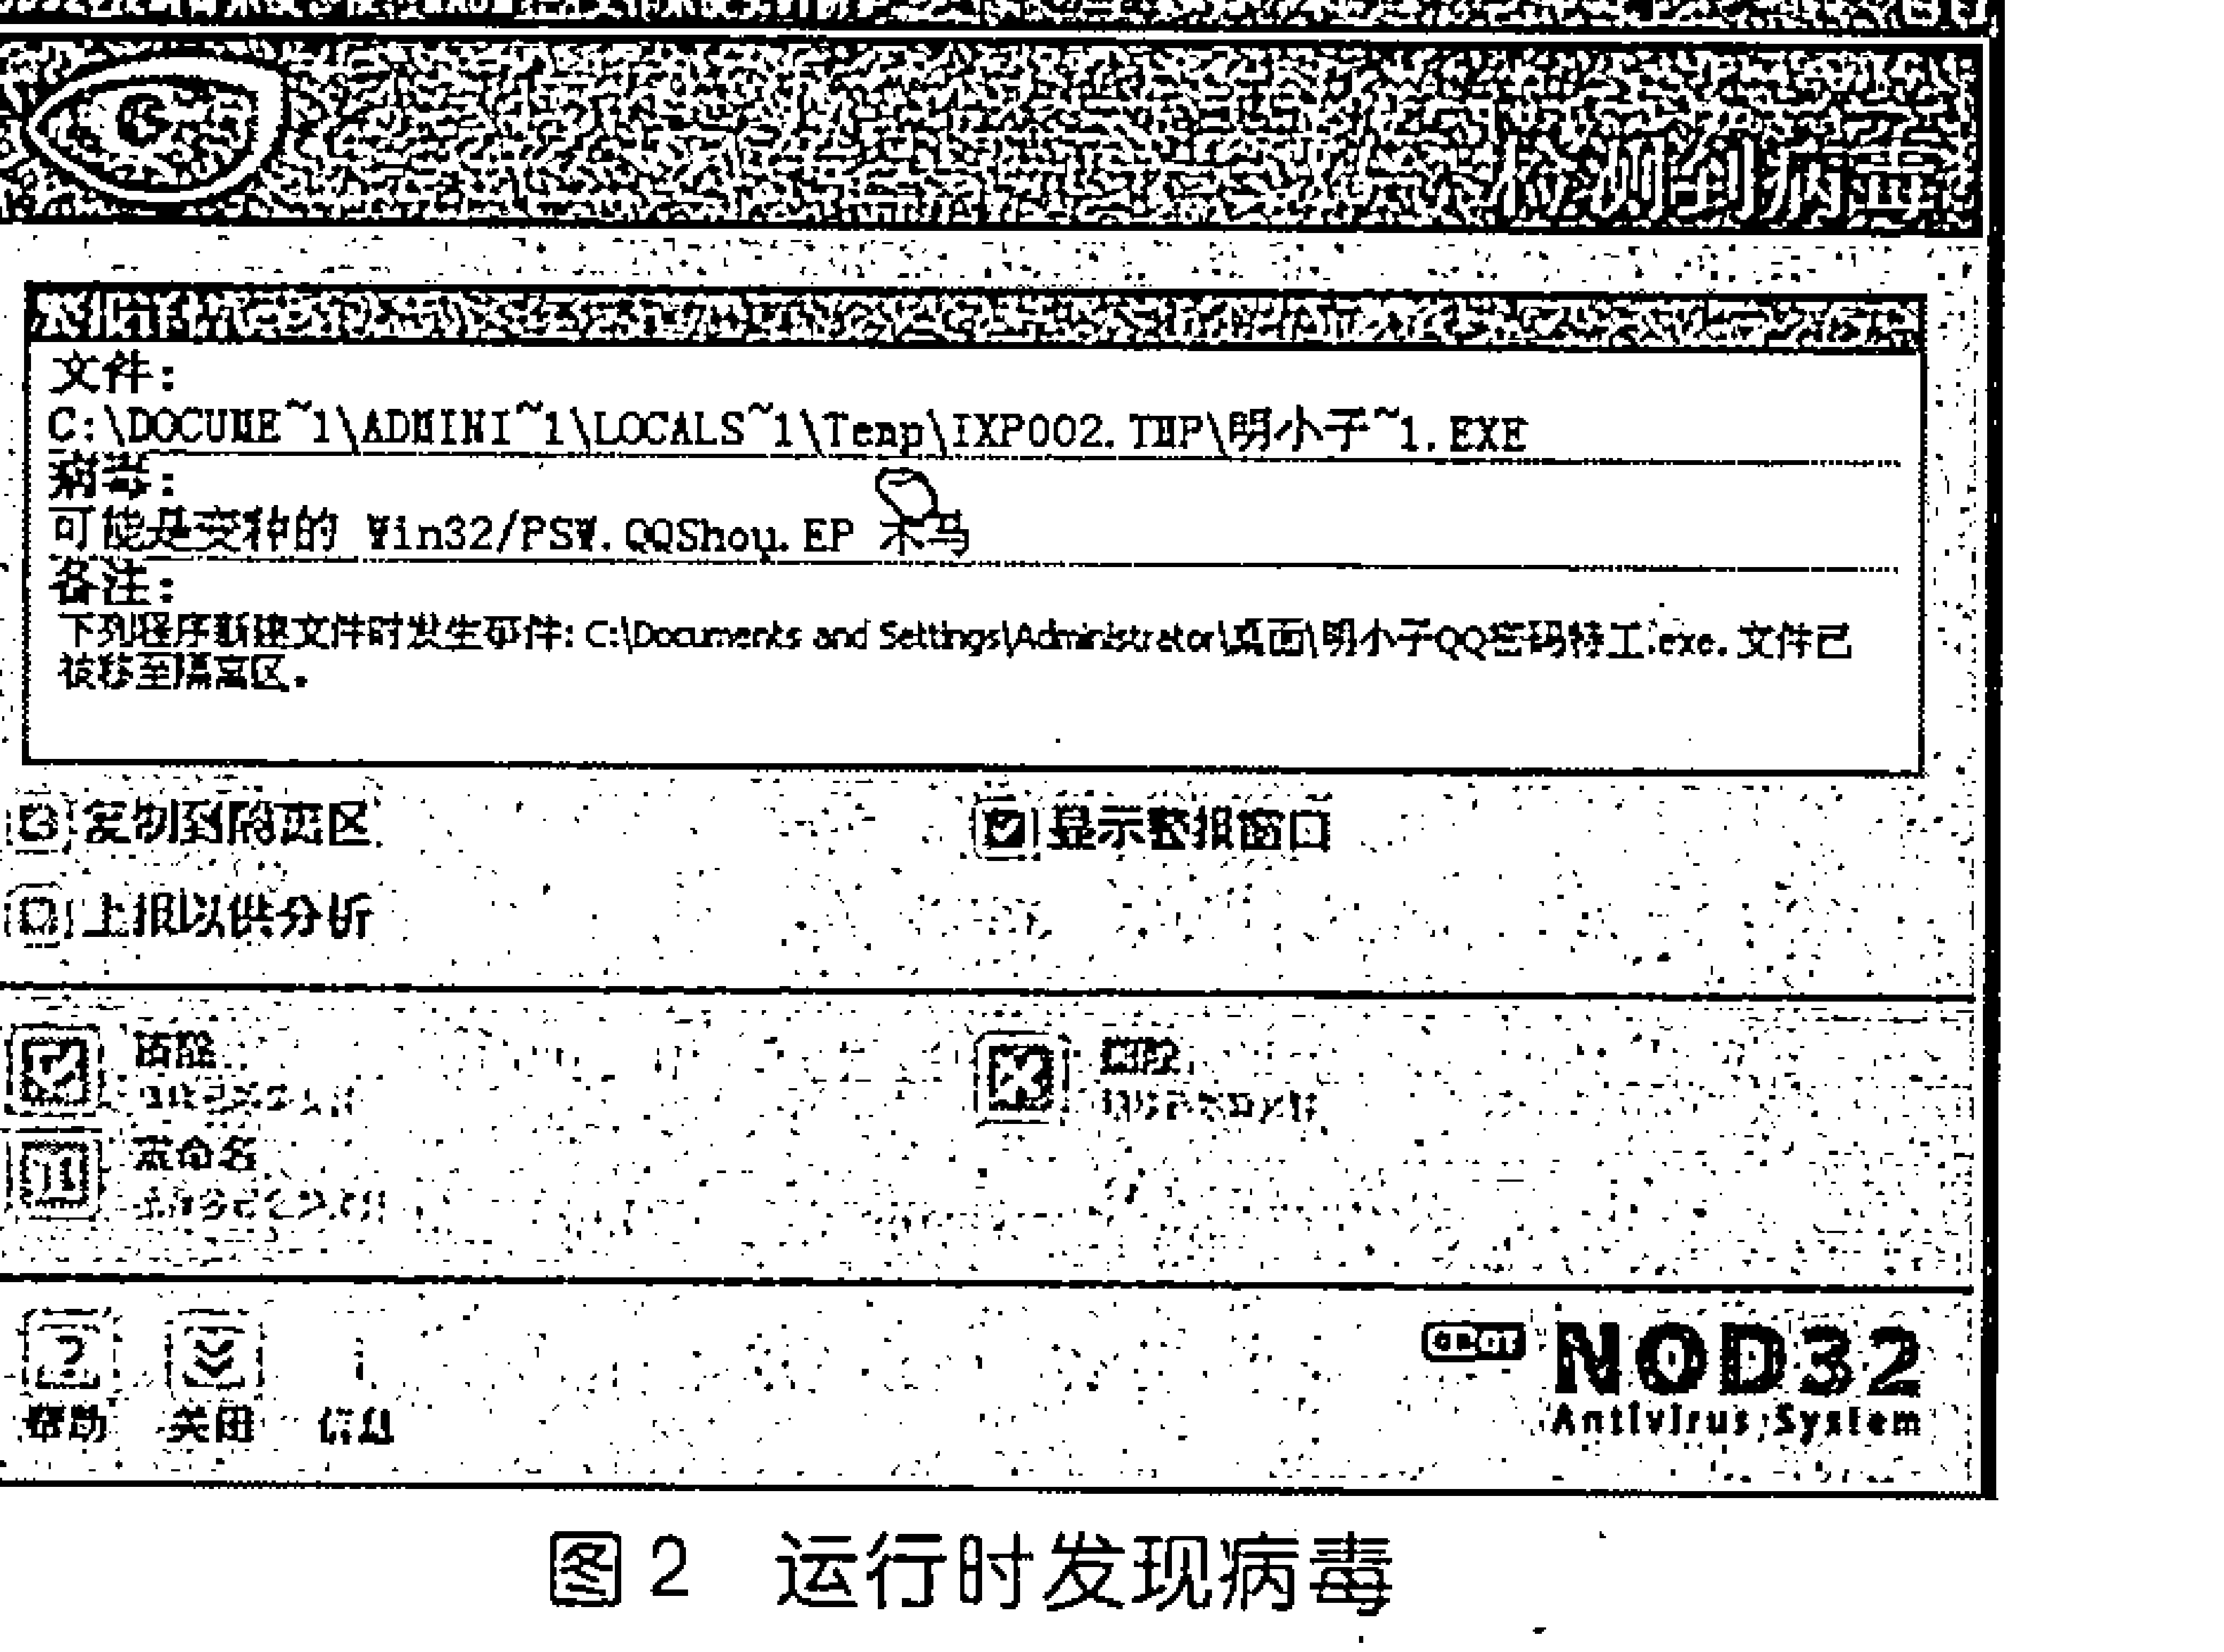 检测到病毒
文件:
C:\DOCUME~1\ADMINI~1\LOCALS~1\Temp\IXP002.TMP\明小子~1.EXE
病毒:
可能是变种的 Win32/PSW.QQShou.EP 木马
备注:
下列程序新建文件时发生事件: C:\Documents and Settings\Administrator\桌面\明小子QQ密码特工.exe. 文件已
被移至隔离区。
复制到隔离区 显示警报窗口
上报以供分析
清除 删除
未命名
帮助 关闭 信息
eset NOD32
Antivirus System
图2 运行时发现病毒